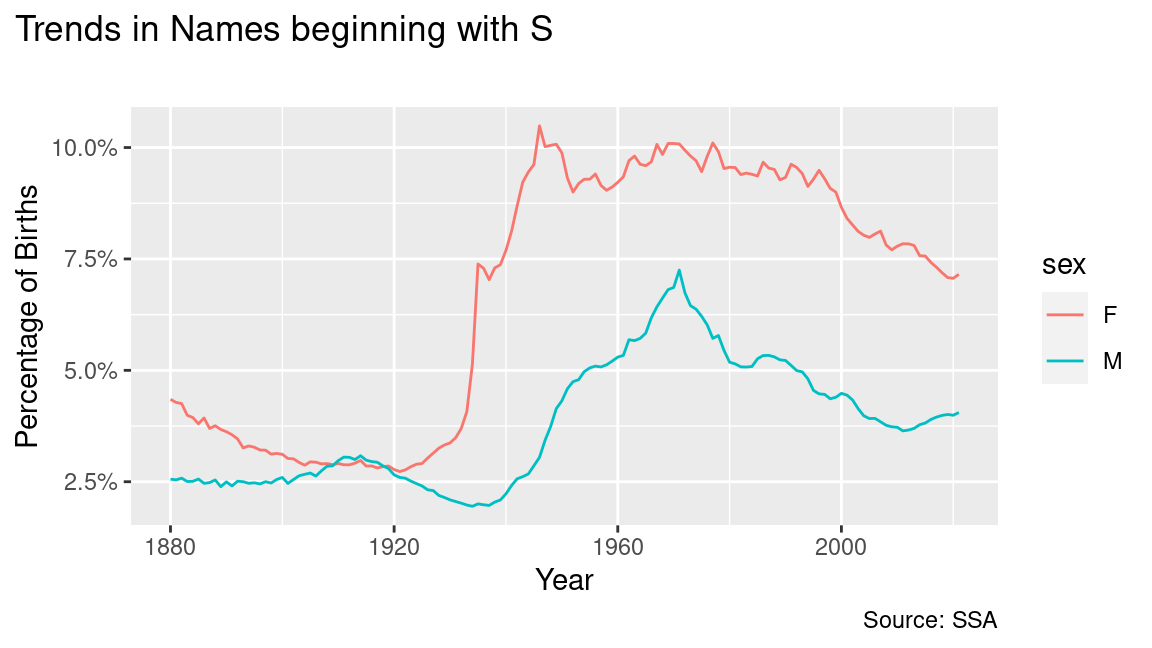 Trends in Names beginning with S
Percentage of Births
10.0%
7.5%
5.0%
2.5%
1880 1920 1960 2000
Year
sex
F
M
Source: SSA